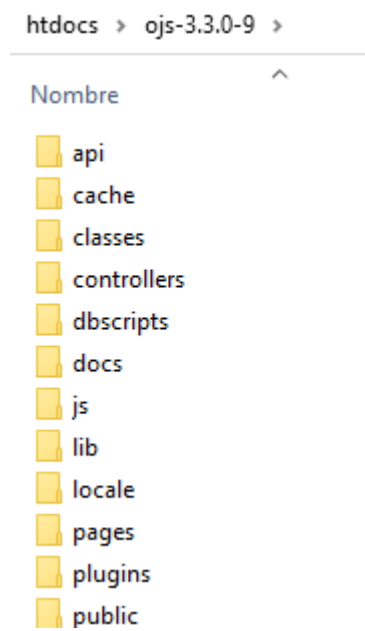 htdocs > ojs-3.3.0-9 >
Nombre
api
cache
classes
controllers
dbscripts
docs
js
lib
locale
pages
plugins
public